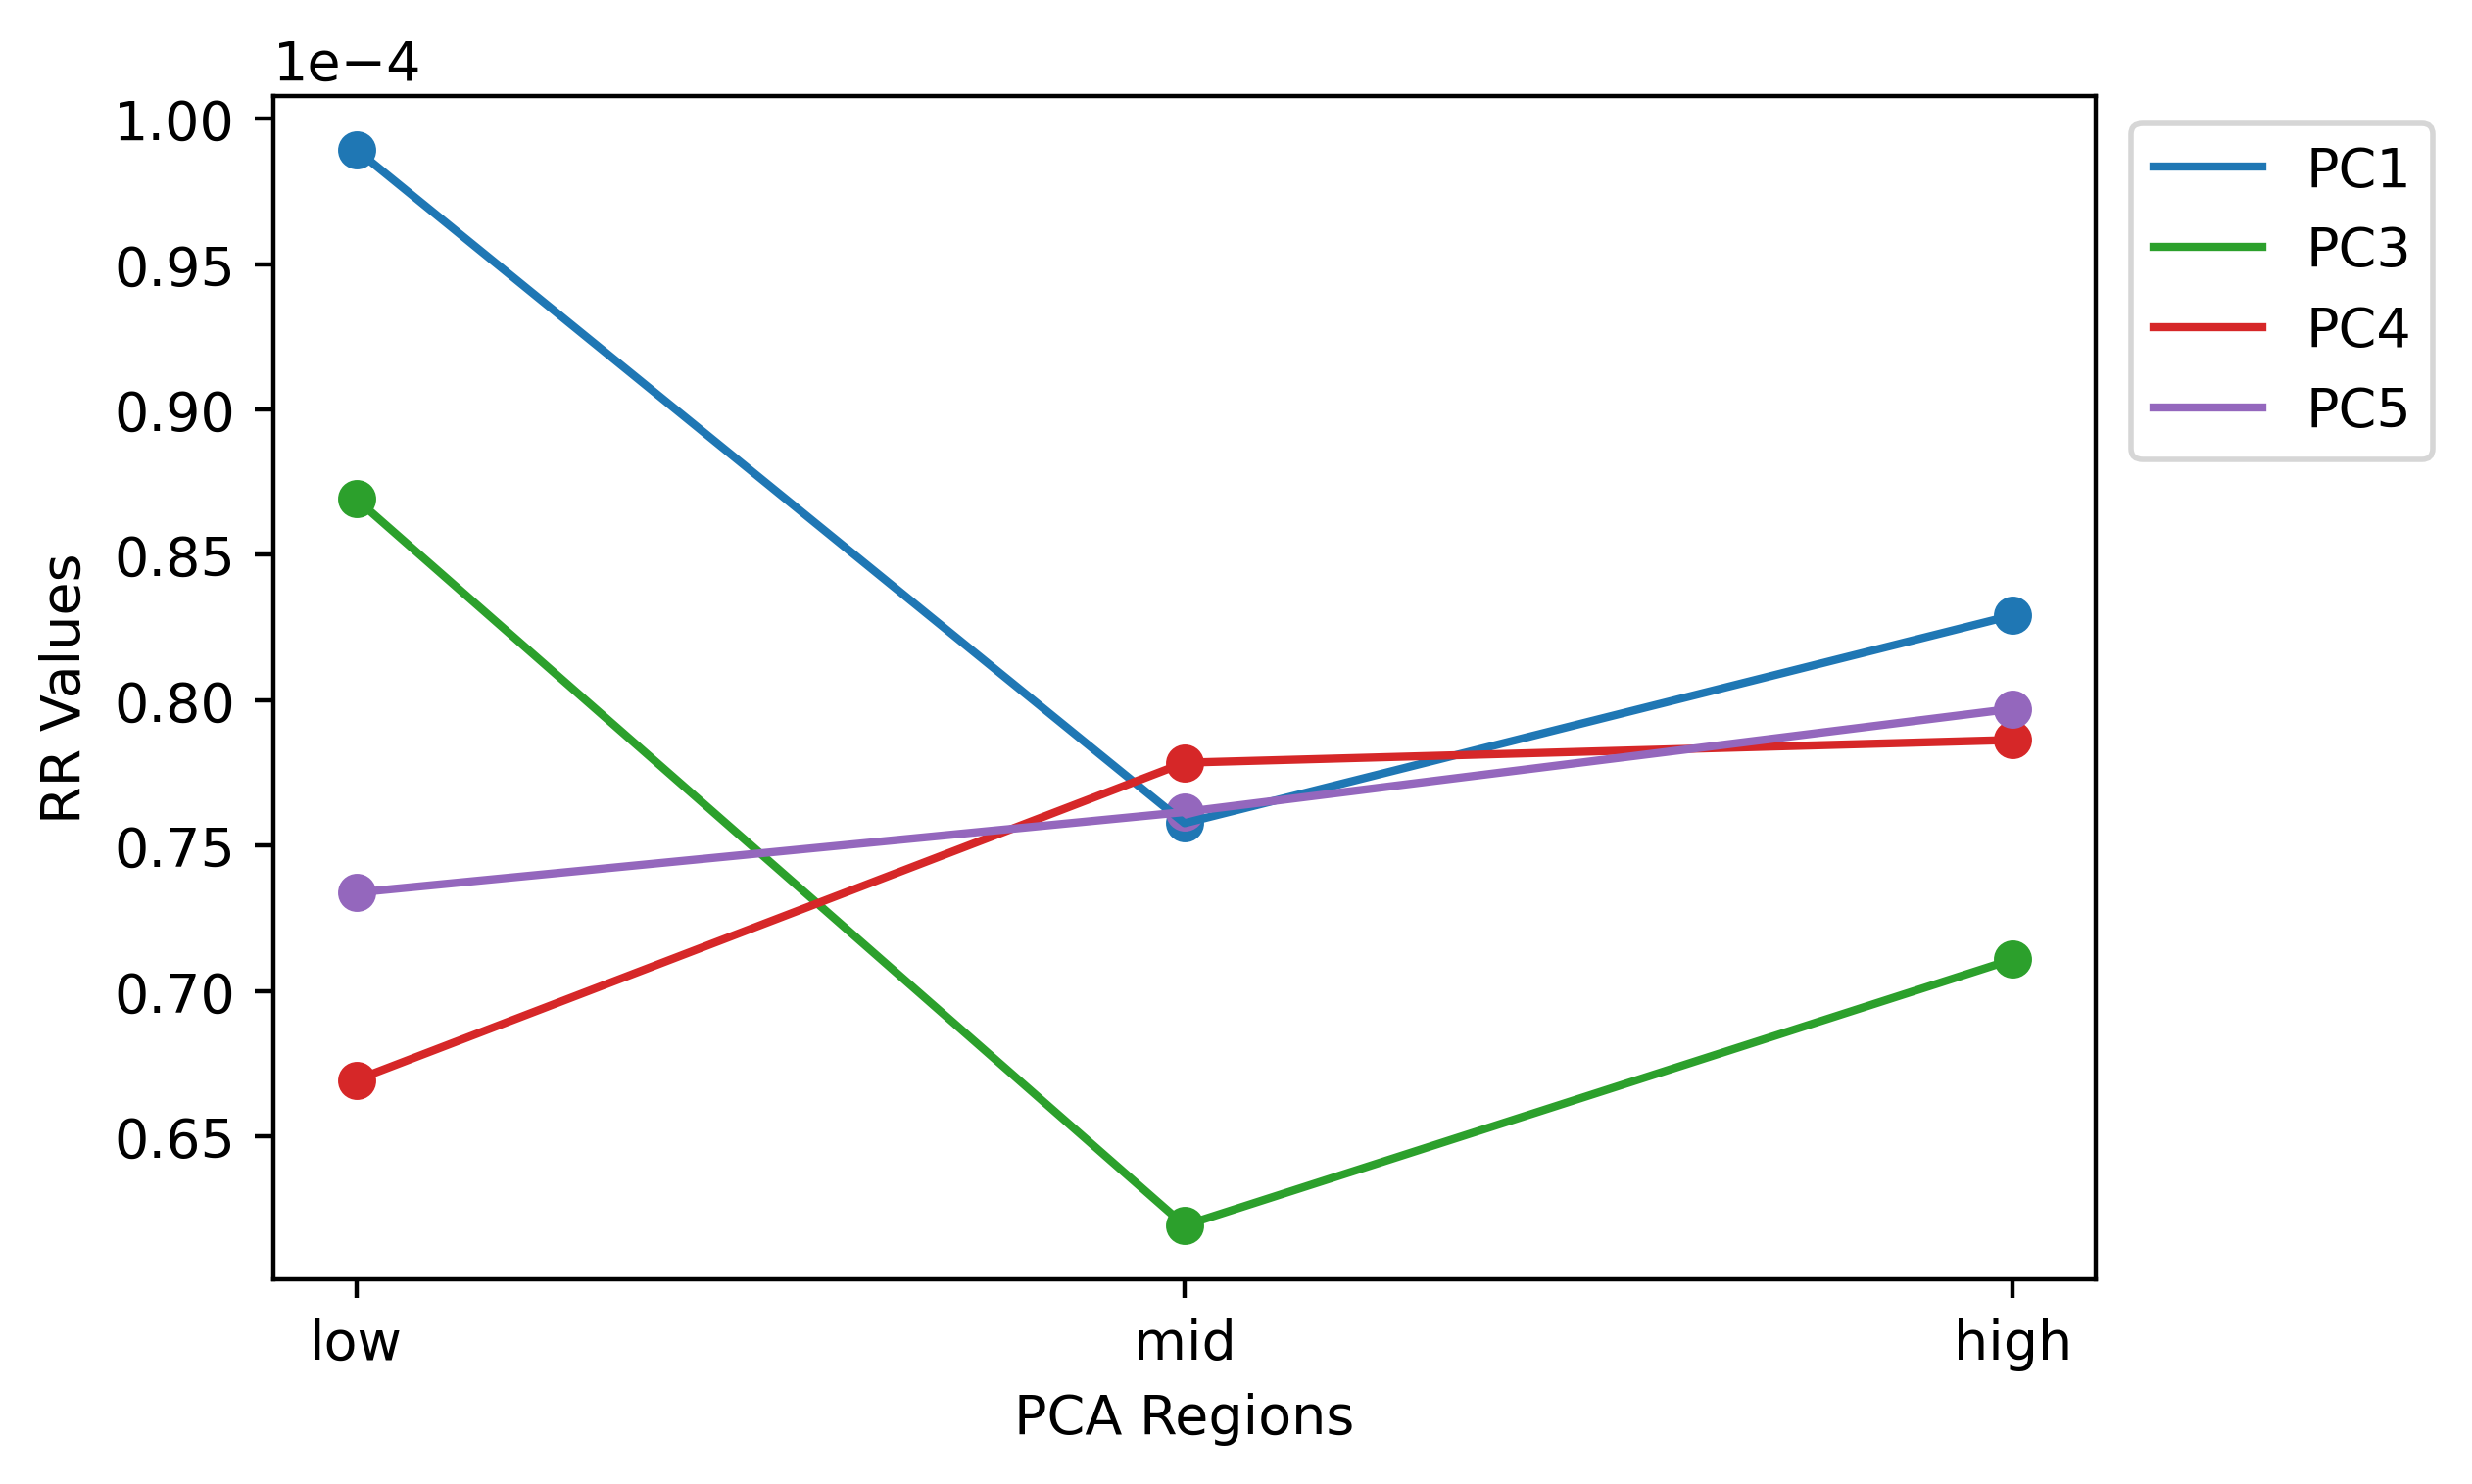 1e−4
1.00
0.95
0.90
0.85
0.80
0.75
0.70
0.65
RR Values
low mid high
PCA Regions
PC1
PC3
PC4
PC5